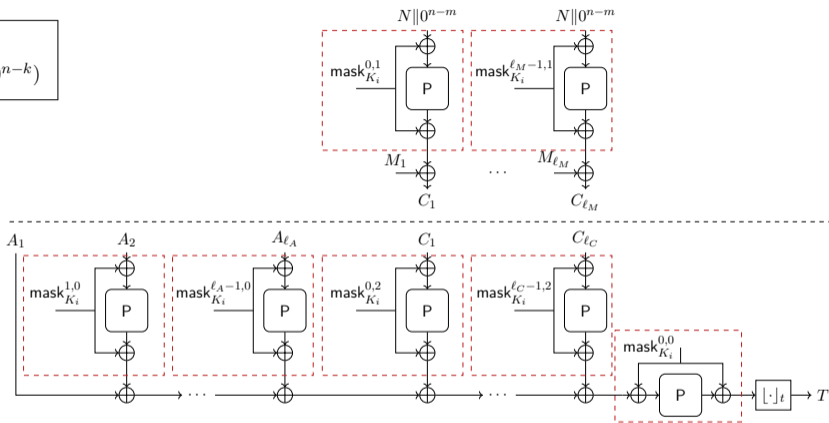 N∥0^{n−m} N∥0^{n−m}
^{n−k})
mask_{K_i}^{0,1} P mask_{K_i}^{ℓ_M−1,1} P
M_1 ⋯ M_{ℓ_M}
C_1 C_{ℓ_M}
A_1 A_2 A_{ℓ_A} C_1 C_{ℓ_C}
mask_{K_i}^{1,0} P mask_{K_i}^{ℓ_A−1,0} P mask_{K_i}^{0,2} P mask_{K_i}^{ℓ_C−1,2} P
mask_{K_i}^{0,0}
⋯ ⋯ P ⌊·⌋_t T